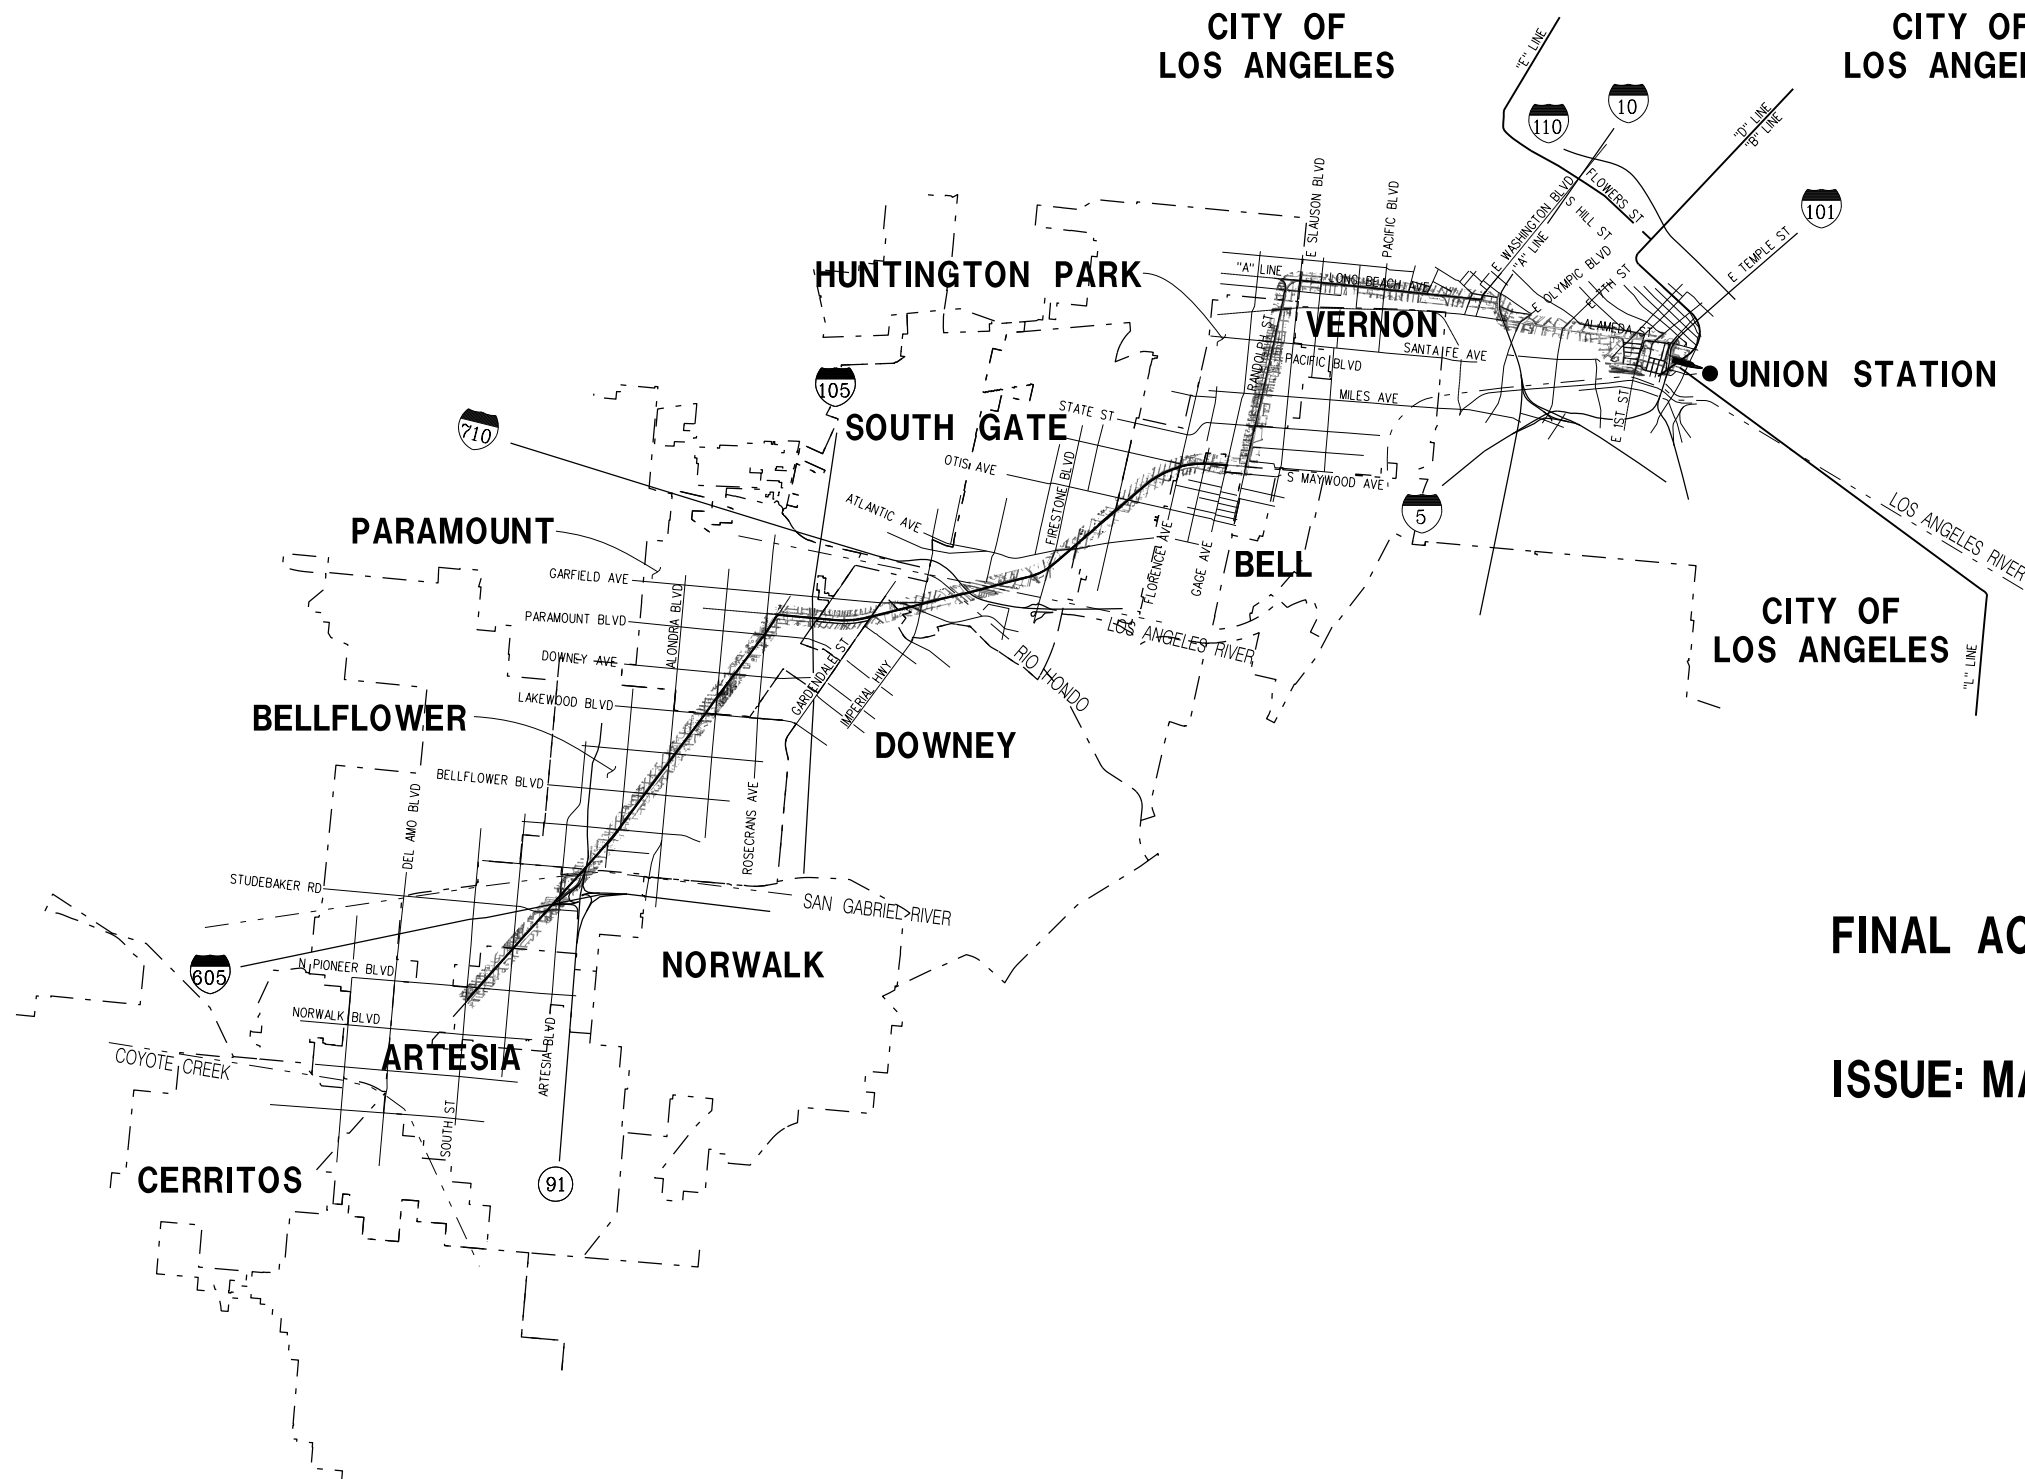 CITY OF
LOS ANGELES
CITY OF
LOS
"E" LINE
110
10
"D" LINE
"B" LINE
101
FLOWERS ST
S HILL ST
E WASHINGTON BLVD
"A" LINE
E OLYMPIC BLVD
E 7TH ST
E TEMPLE ST
E SLAUSON BLVD
PACIFIC BLVD
"A" LINE
LONG BEACH AVE
HUNTINGTON PARK
VERNON
ALAMEDA ST
RANDOLPH ST
SANTA FE AVE
PACIFIC BLVD
UNION STATION
MILES AVE
E 1ST ST
105
710
SOUTH GATE
STATE ST
OTIS AVE
FIRESTONE BLVD
S MAYWOOD AVE
ATLANTIC AVE
5
LOS ANGELES RIVER
PARAMOUNT
FLORENCE AVE
GAGE AVE
BELL
GARFIELD AVE
ALONDRA BLVD
PARAMOUNT BLVD
LOS ANGELES RIVER
CITY OF
LOS ANGELES
"L" LINE
DOWNEY AVE
GARDENDALE ST
IMPERIAL HWY
RIO HONDO
LAKEWOOD BLVD
BELLFLOWER
DOWNEY
BELLFLOWER BLVD
DEL AMO BLVD
ROSECRANS AVE
STUDEBAKER RD
SAN GABRIEL RIVER
FINAL
605
N PIONEER BLVD
NORWALK
NORWALK BLVD
COYOTE CREEK
ARTESIA
ARTESIA BLVD
ISSUE:
SOUTH ST
CERRITOS
91